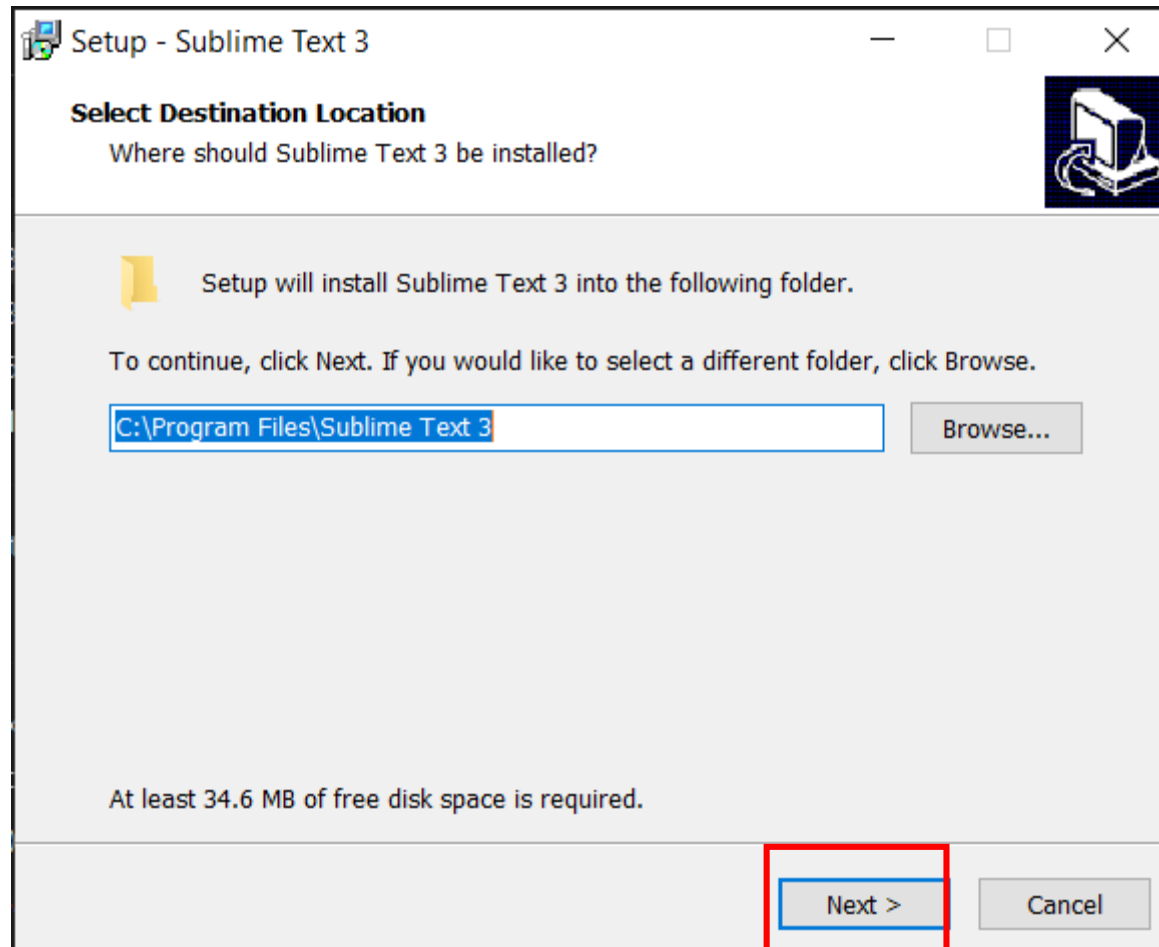 Setup - Sublime Text 3
Select Destination Location
Where should Sublime Text 3 be installed?
Setup will install Sublime Text 3 into the following folder.
To continue, click Next. If you would like to select a different folder, click Browse.
C:\Program Files\Sublime Text 3
Browse...
At least 34.6 MB of free disk space is required.
Next >
Cancel